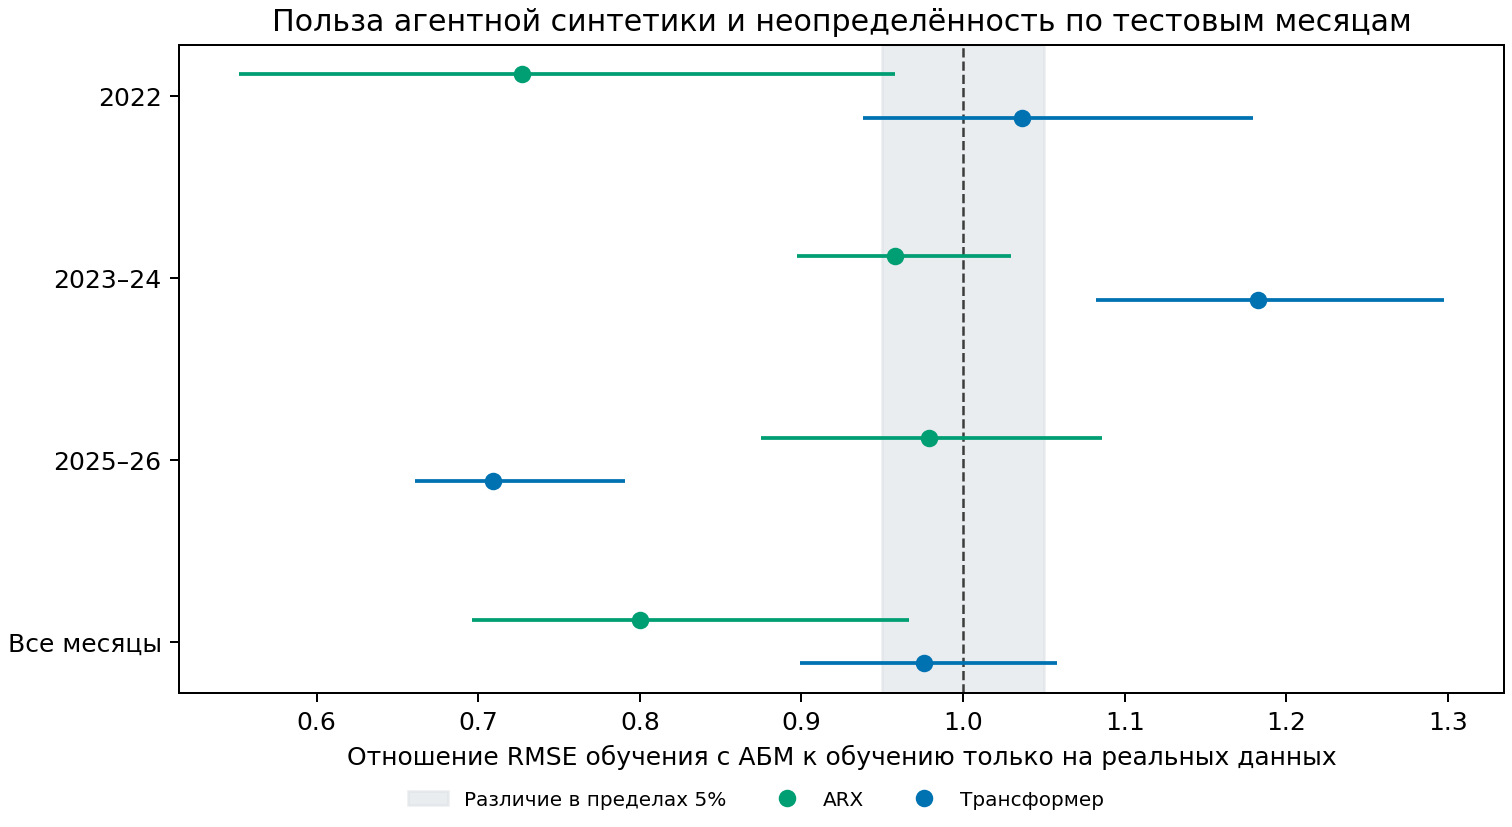 Польза агентной синтетики и неопределённость по тестовым месяцам
2022
2023–24
2025–26
Все месяцы
0.6 0.7 0.8 0.9 1.0 1.1 1.2 1.3
Отношение RMSE обучения с АБМ к обучению только на реальных данных
Различие в пределах 5% ARX Трансформер